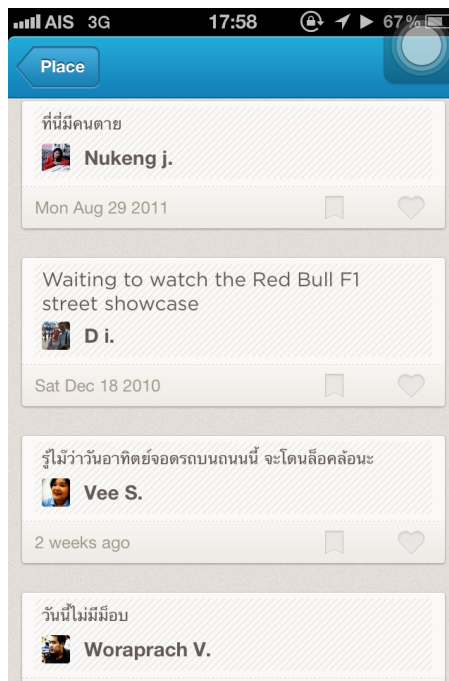 AIS 3G 17:58 67%
Place
ที่นี่มีคนตาย
Nukeng j.
Mon Aug 29 2011
Waiting to watch the Red Bull F1
street showcase
D i.
Sat Dec 18 2010
รู้ไม๊ว่าวันอาทิตย์จอดรถบนถนนนี้ จะโดนล็อคล้อนะ
Vee S.
2 weeks ago
วันนี้ไม่มีม็อบ
Woraprach V.